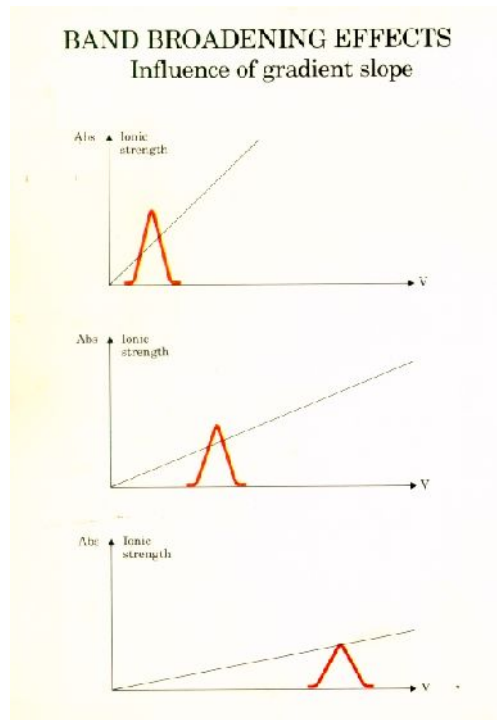 BAND BROADENING EFFECTS
Influence of gradient slope
Abs Ionic
strength
V
Abs Ionic
strength
V
Abs Ionic
strength
V